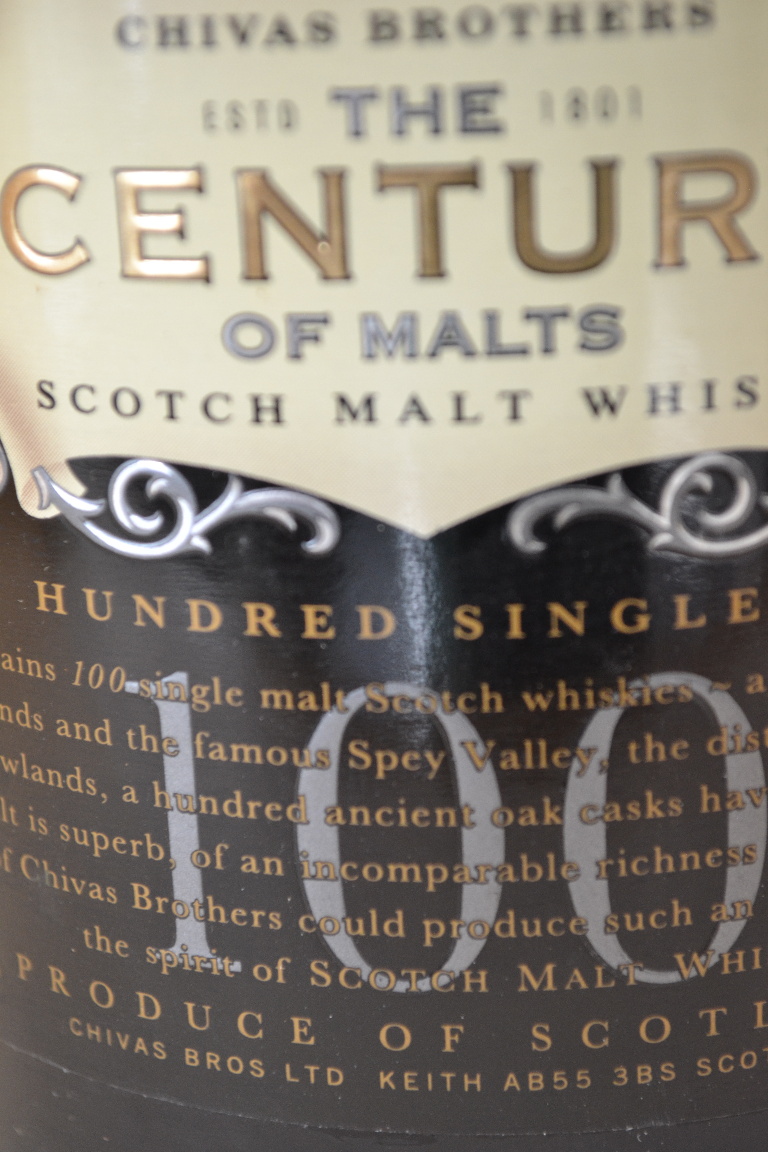 CHIVAS BROTHERS
ESTD THE 1801
CENTUR
OF MALTS
SCOTCH MALT WHIS
HUNDRED SINGLE
ains 100 single malt Scotch whiskies ~ a
nds and the famous Spey Valley, the dist
wlands, a hundred ancient oak casks hav
lt is superb, of an incomparable richness
of Chivas Brothers could produce such an
the spirit of SCOTCH MALT WHI
PRODUCE OF SCOTL
CHIVAS BROS LTD KEITH AB55 3BS SCOT
100